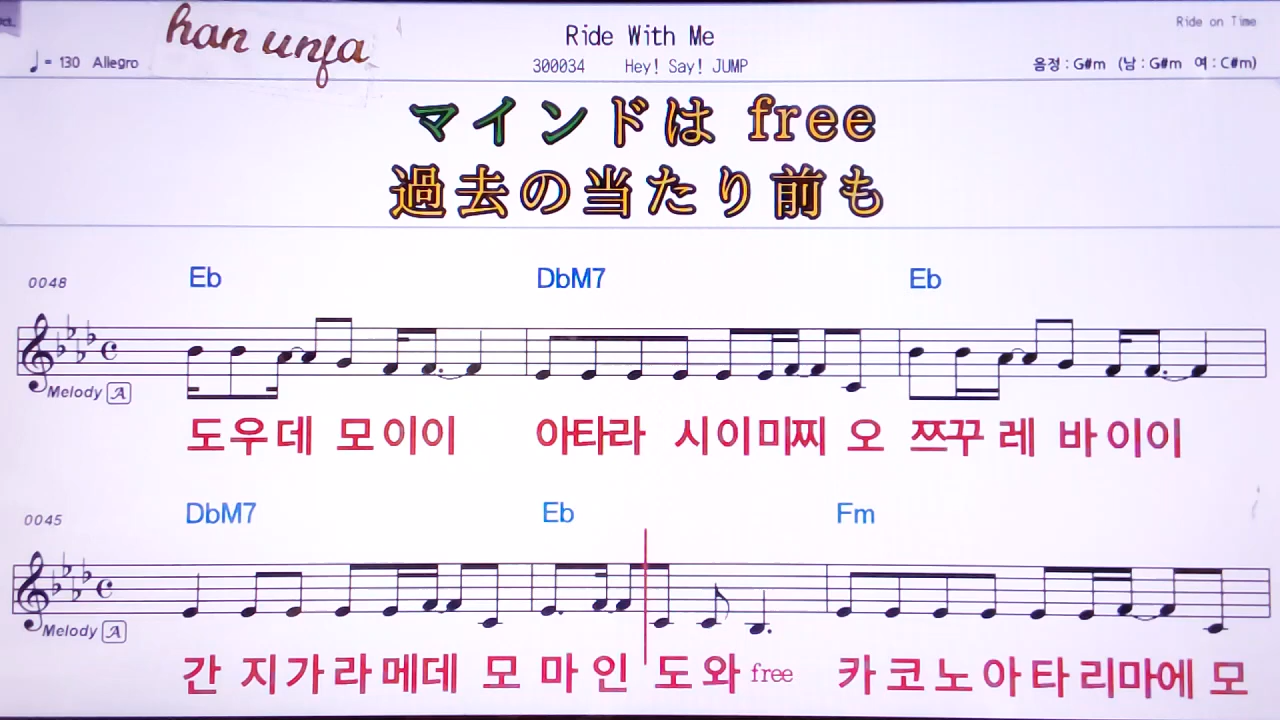 han unja
Ride on Time
Ride With Me
♩= 130 Allegro
300034 Hey! Say! JUMP
음정 : G#m (남 : G#m 여 : C#m)
マインドは free
過去の当たり前も
Eb DbM7 Eb
0048
Melody A
도우데 모이이 아타라 시이미찌 오 쯔꾸 레 바이이
DbM7 Eb Fm
0045
Melody A
간 지가라메데 모 마 인 도와 free 카코노아타리마에 모